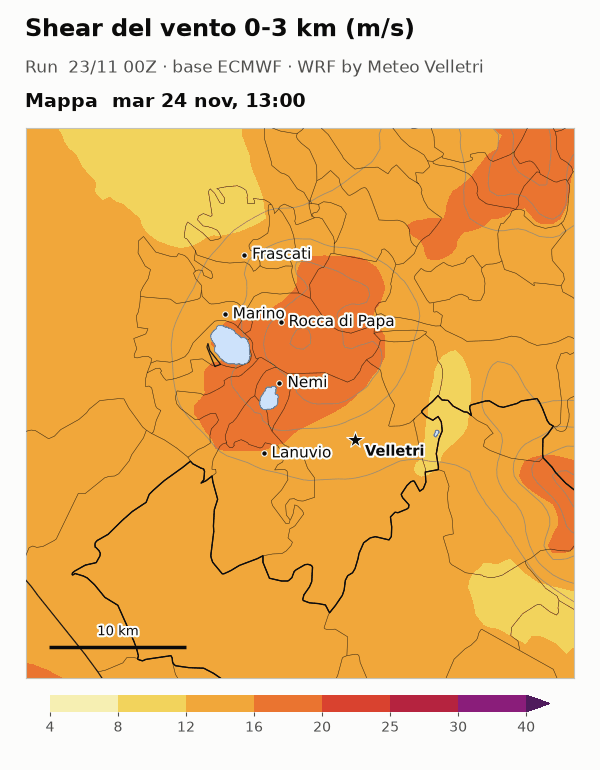 Shear del vento 0-3 km (m/s)
Run  23/11 00Z · base ECMWF · WRF by Meteo Velletri
Mappa  mar 24 nov, 13:00
Frascati
Marino
Rocca di Papa
Nemi
Velletri
Lanuvio
10 km
4 8 12 16 20 25 30 40